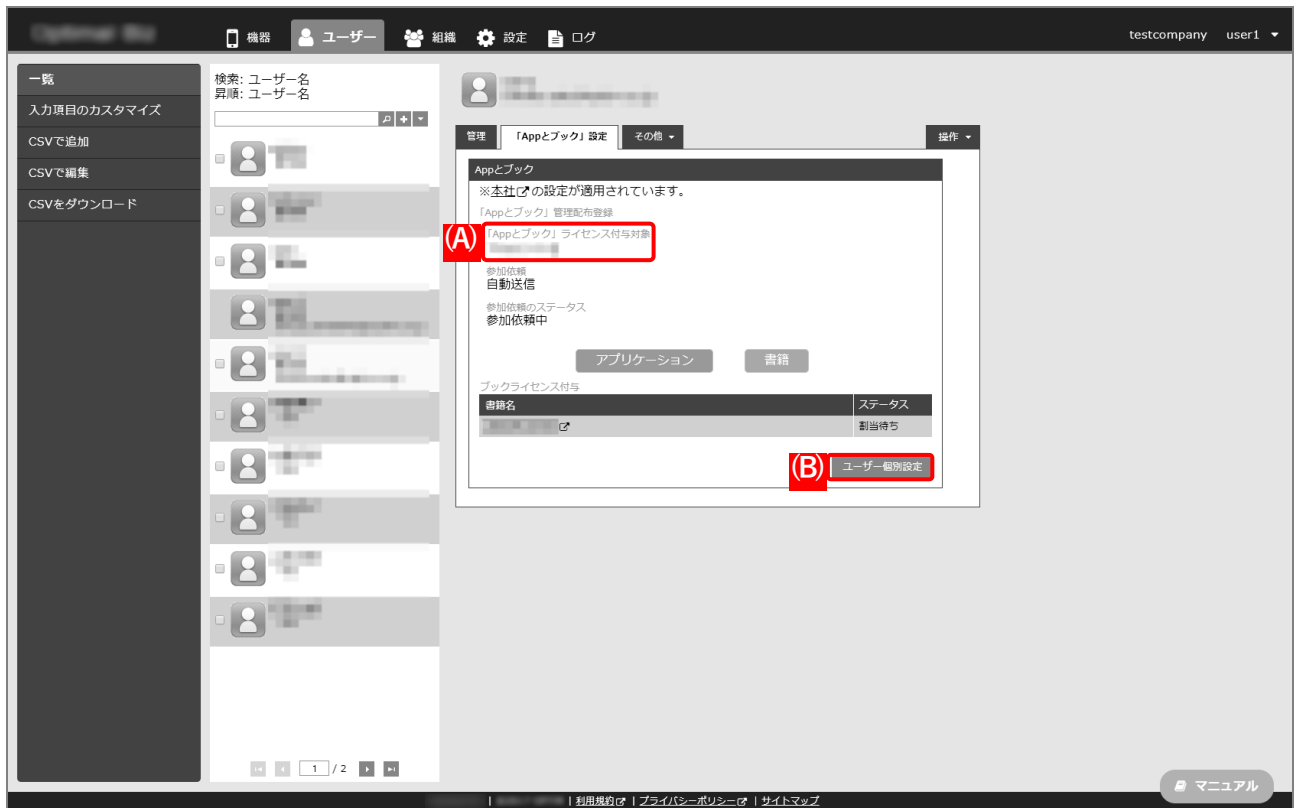 機器
ユーザー
組織
設定
ログ
testcompany user1
一覧
入力項目のカスタマイズ
CSVで追加
CSVで編集
CSVをダウンロード
検索: ユーザー名
昇順: ユーザー名
1 / 2
管理
「Appとブック」設定
その他
操作
Appとブック
※本社の設定が適用されています。
「Appとブック」管理配布登録
(A)
「Appとブック」ライセンス付与対象
参加依頼
自動送信
参加依頼のステータス
参加依頼中
アプリケーション
書籍
ブックライセンス付与
書籍名 ステータス
割当待ち
(B)
ユーザー個別設定
マニュアル
| | 利用規約 | プライバシーポリシー | サイトマップ